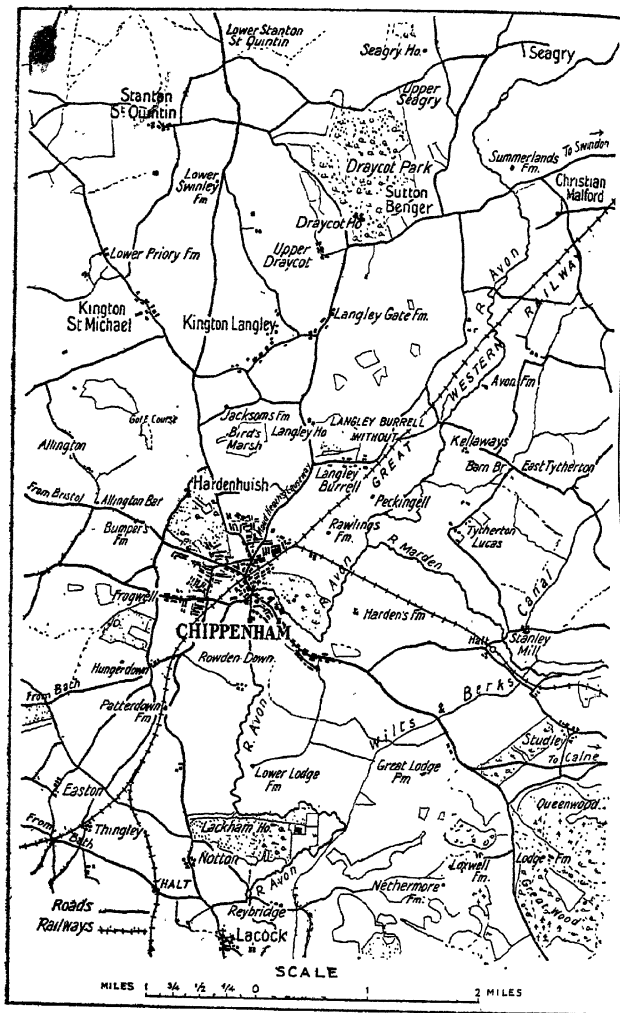 Lower Stanton
St Quintin
Seagry Ho.
Seagry
Stanton
St Quintin
Upper
Seagry
To Swindon
Draycot Park
Summerlands
Fm.
Lower
Swinley
Fm
Sutton
Benger
Christian
Malford
Draycot Ho
Upper
Draycot
Lower Priory Fm
R. Avon
RAILWAY
Kington
St Michael
Kington Langley
Langley Gate Fm.
WESTERN
Avon Fm
Golf Course
Jacksoms Fm
Bird's
Marsh
Langley Ho
LANGLEY BURRELL
WITHOUT
GREAT
Allington
Kellaways
Langley
Burrell
Barn Br.
East Tytherton
From Bristol
Allington Bar
Hardenhuish
Peckingell
Bumper's
Fm
Rawlings
Fm.
Tytherton
Lucas
R. Marden
R. Avon
Canal
Frogwell
Harden's Fm
CHIPPENHAM
Halt
Stanley
Mill
Hungerdown
Rowden Down
From Bath
Berks
Patterdown
Fm
R. Avon
Wilts
Studley
To Calne
Lower Lodge
Fm
Great Lodge
Fm.
Easton
Queenwood
From
Bath
Thingley
Lackham Ho.
Notton
Loxwell
Fm.
Lodge Fm
Great Wood
HALT
R. Avon
Nethermore
Fm.
Roads
Railways
Reybridge
Lacock
SCALE
MILES 1 3/4 1/2 1/4 0 1 2 MILES